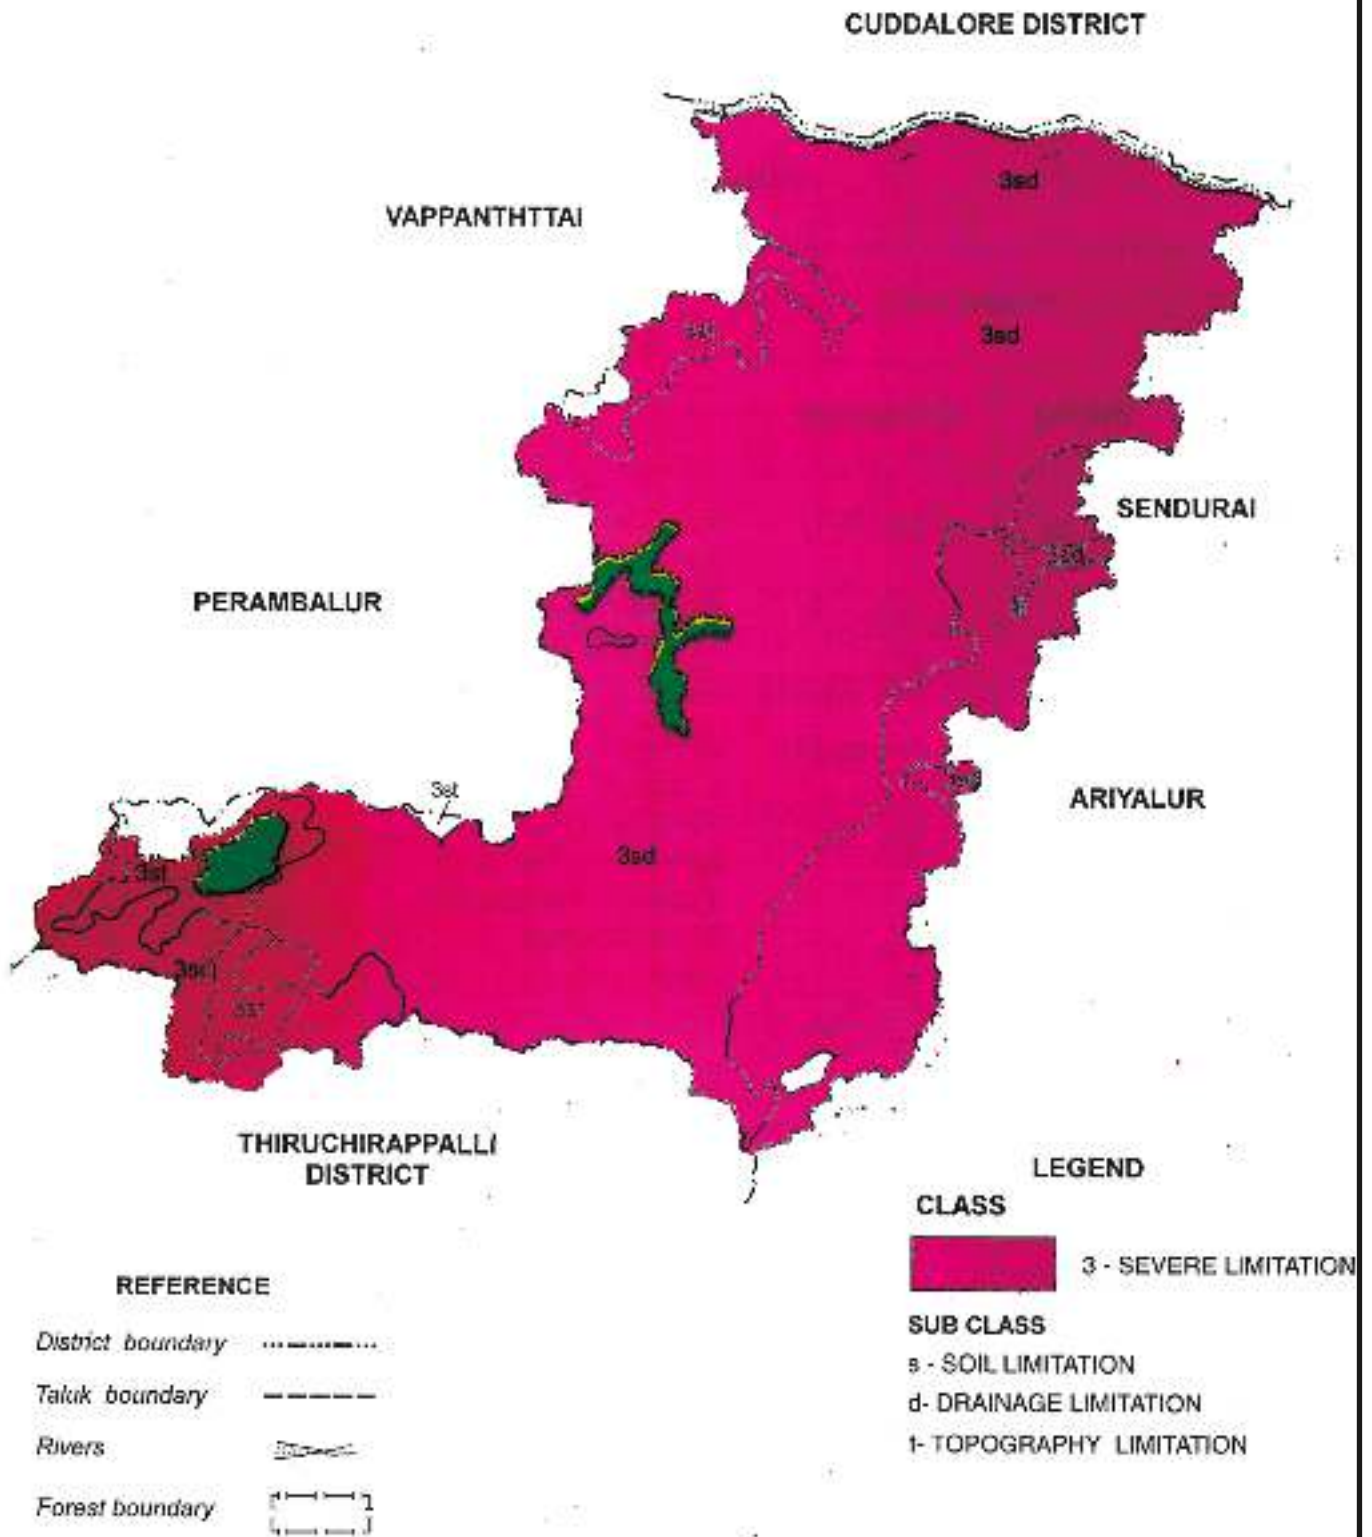 CUDDALORE DISTRICT
3sd
VAPPANTHTTAI
3sd
SENDURAI
PERAMBALUR
3st
ARIYALUR
3sd
3st
THIRUCHIRAPPALLI
DISTRICT
LEGEND
CLASS
3 - SEVERE LIMITATION
REFERENCE
SUB CLASS
District boundary
s - SOIL LIMITATION
Taluk boundary
d- DRAINAGE LIMITATION
Rivers
t- TOPOGRAPHY LIMITATION
Forest boundary